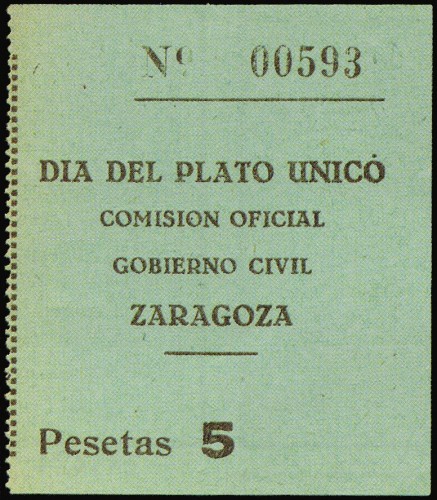 Nº 00593
DIA DEL PLATO UNICO
COMISION OFICIAL
GOBIERNO CIVIL
ZARAGOZA
Pesetas 5